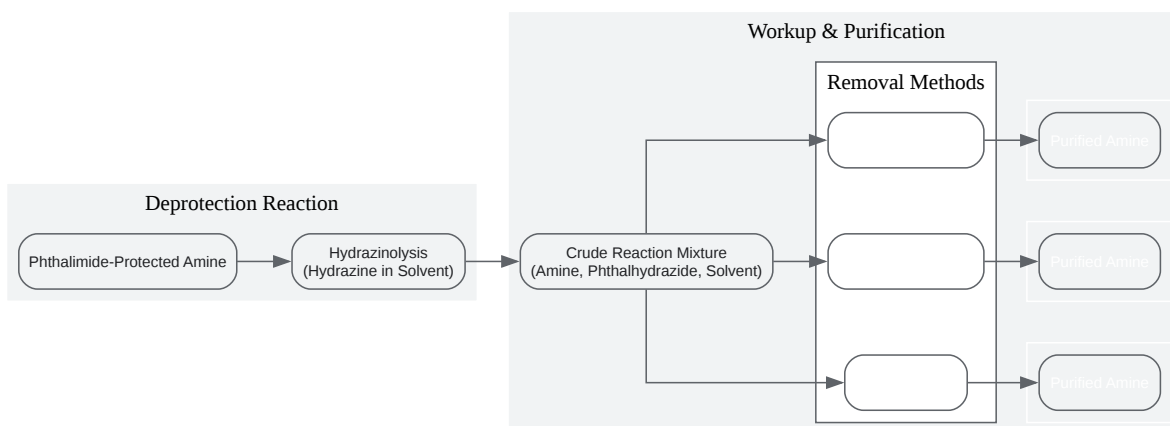 Workup & Purification
Removal Methods
Purified Amine
Deprotection Reaction
Phthalimide-Protected Amine
Hydrazinolysis
(Hydrazine in Solvent)
Crude Reaction Mixture
(Amine, Phthalhydrazide, Solvent)
Purified Amine
Purified Amine